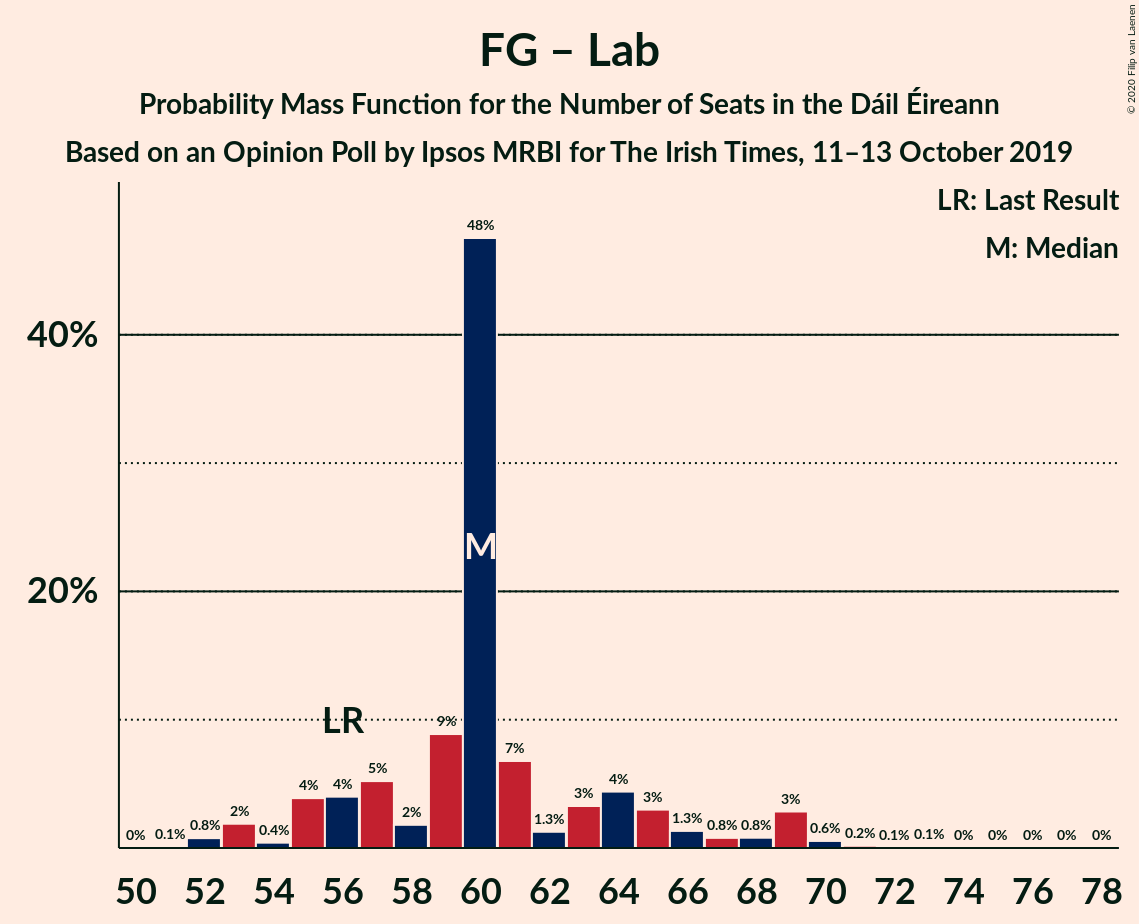 FG – Lab
Probability Mass Function for the Number of Seats in the Dáil Éireann
Based on an Opinion Poll by Ipsos MRBI for The Irish Times, 11–13 October 2019
© 2020 Filip van Laenen
LR: Last Result
M: Median
40%
20%
LR
M
0% 0.1% 0.8% 2% 0.4% 4% 4% 5% 2% 9% 48% 7% 1.3% 3% 4% 3% 1.3% 0.8% 0.8% 3% 0.6% 0.2% 0.1% 0.1% 0% 0% 0% 0% 0%
50 52 54 56 58 60 62 64 66 68 70 72 74 76 78